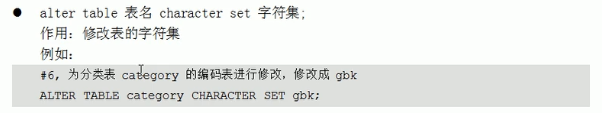 ● alter table 表名 character set 字符集;
作用：修改表的字符集
例如：
#6, 为分类表 category 的编码表进行修改，修改成 gbk
ALTER TABLE category CHARACTER SET gbk;